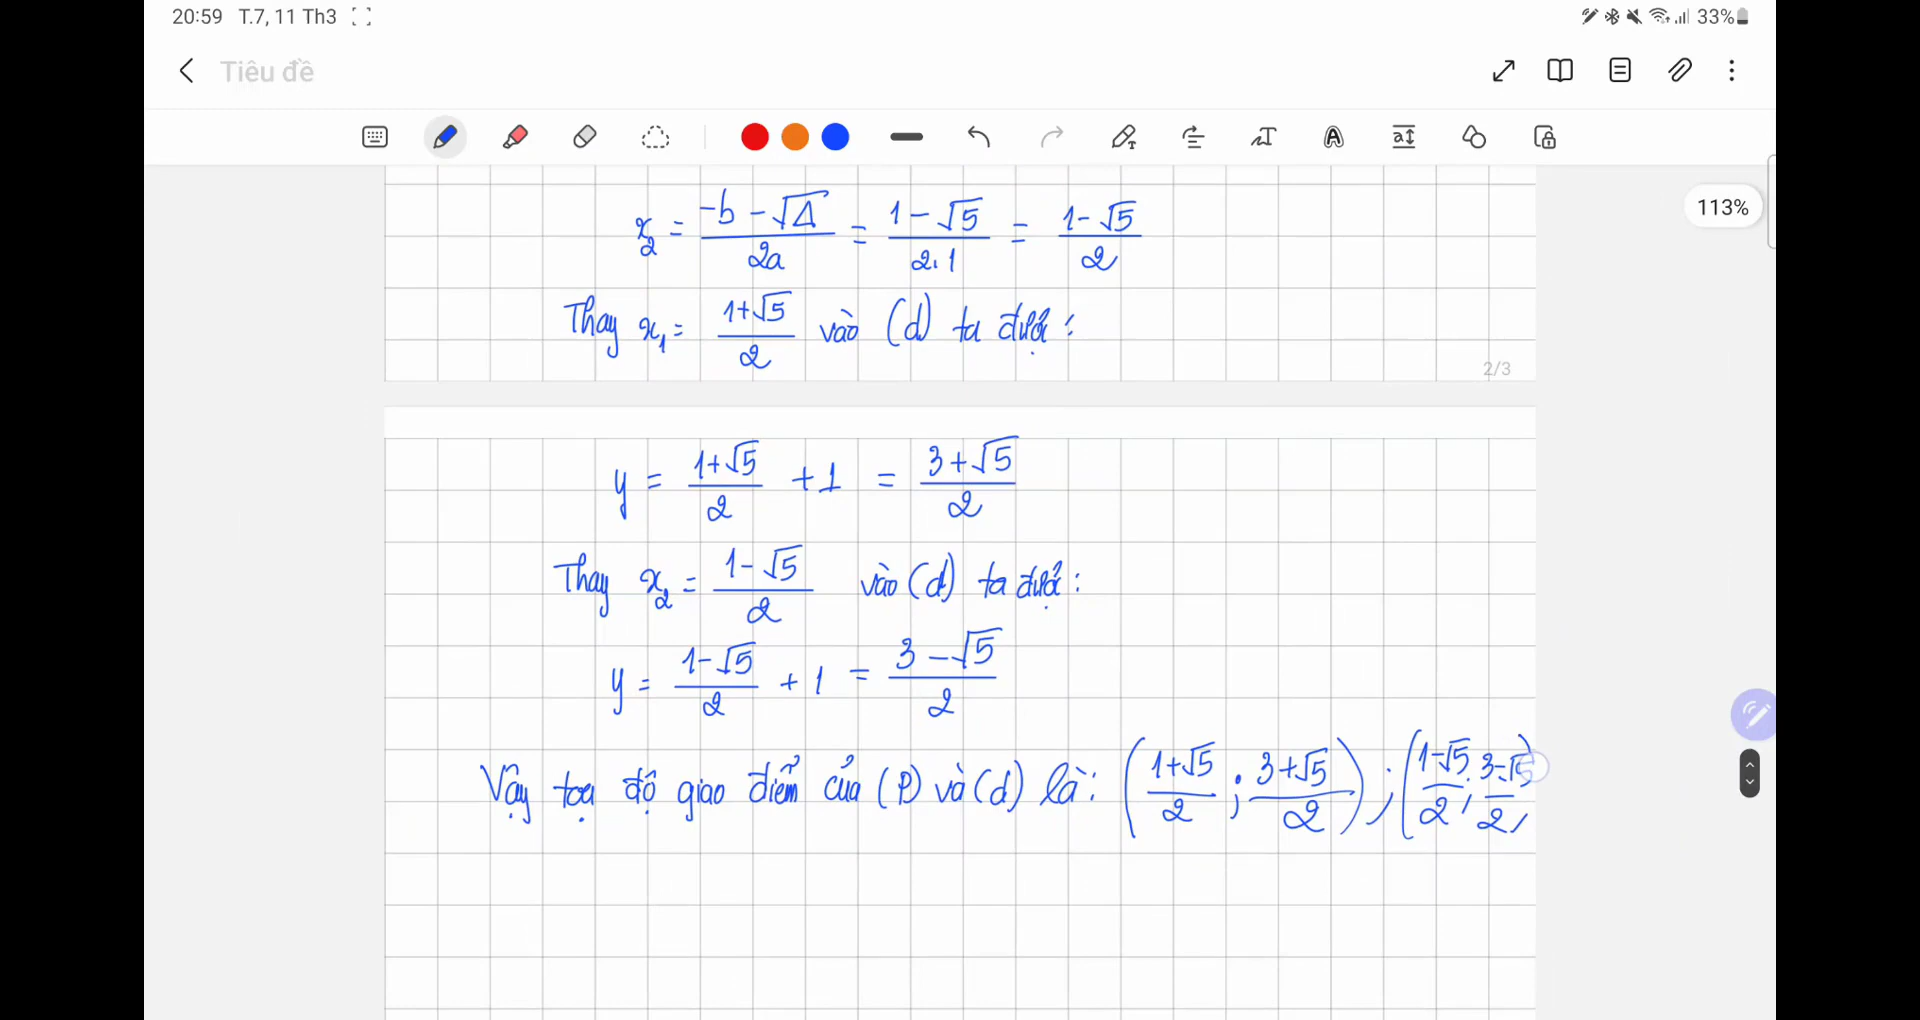 20:59 T.7, 11 Th3 33%
Tiêu đề
113%
x₂ = (-b - √Δ)/2a = (1 - √5)/2.1 = (1 - √5)/2
Thay x₁ = (1+√5)/2 vào (d) ta được:
2/3
y = (1+√5)/2 + 1 = (3+√5)/2
Thay x₂ = (1-√5)/2 vào (d) ta được:
y = (1-√5)/2 + 1 = (3-√5)/2
Vậy tọa độ giao điểm của (P) và (d) là: ((1+√5)/2 ; (3+√5)/2) ; ((1-√5)/2 ; (3-√5)/2)